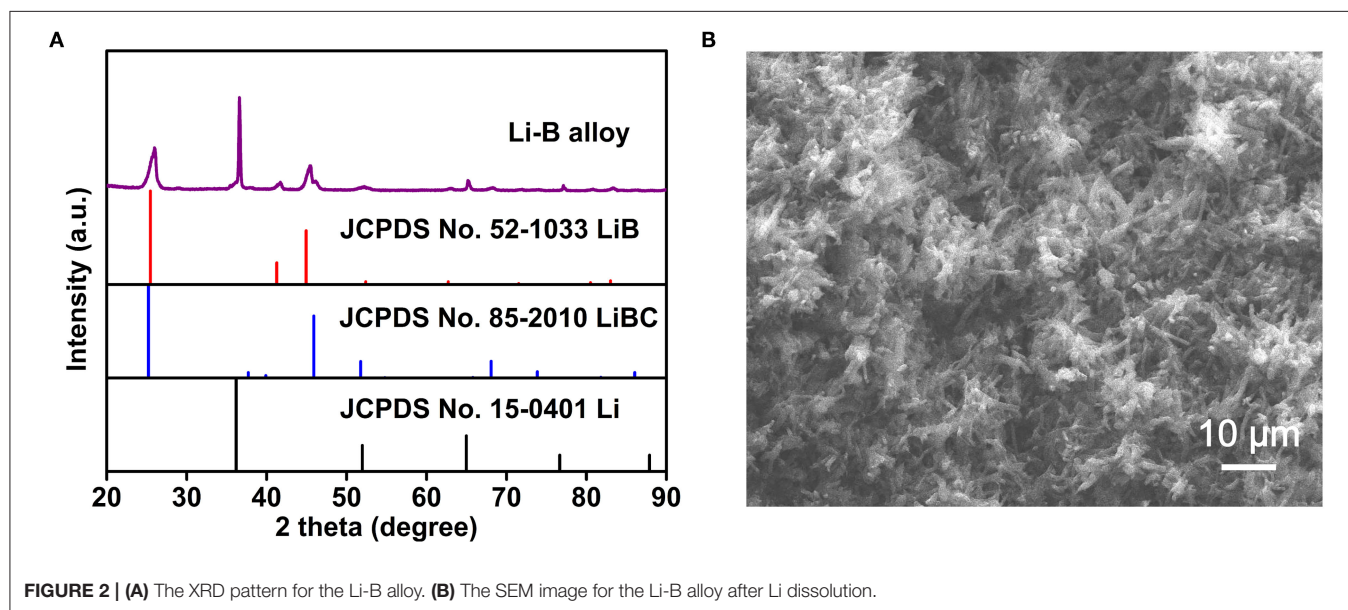 A
B
Li-B alloy
JCPDS No. 52-1033 LiB
JCPDS No. 85-2010 LiBC
JCPDS No. 15-0401 Li
Intensity (a.u.)
20 30 40 50 60 70 80 90
2 theta (degree)
10 µm
FIGURE 2 | (A) The XRD pattern for the Li-B alloy. (B) The SEM image for the Li-B alloy after Li dissolution.